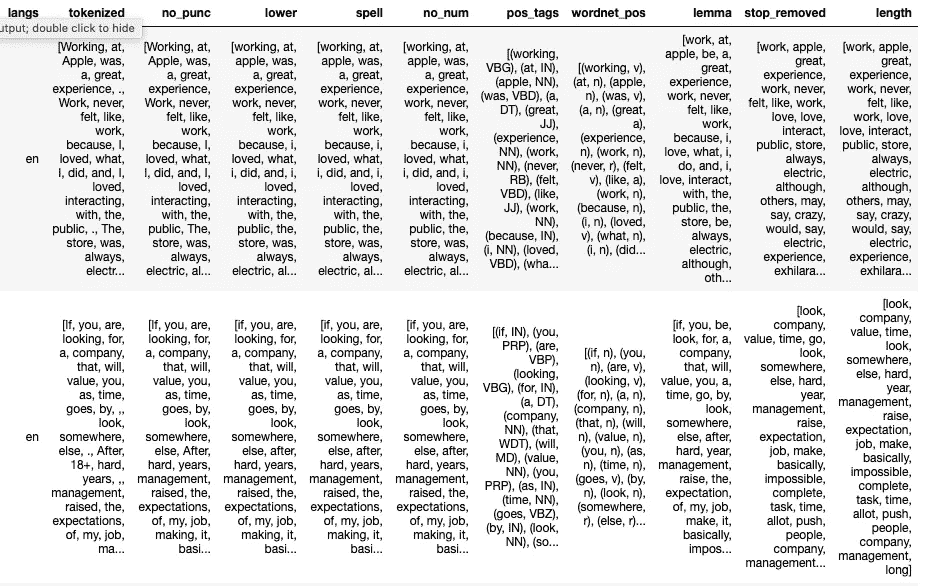 langs tokenized no_punc lower spell no_num pos_tags wordnet_pos lemma stop_removed length
utput; double click to hide
en
[Working, at,
Apple, was,
a, great,
experience, .,
Work, never,
felt, like,
work,
because, I,
loved, what,
I, did, and, I,
loved,
interacting,
with, the,
public, ., The,
store, was,
always,
electr...
[Working, at,
Apple, was,
a, great,
experience,
Work, never,
felt, like,
work,
because, I,
loved, what,
I, did, and, I,
loved,
interacting,
with, the,
public, The,
store, was,
always,
electric, al...
[working, at,
apple, was,
a, great,
experience,
work, never,
felt, like,
work,
because, i,
loved, what,
i, did, and, i,
loved,
interacting,
with, the,
public, the,
store, was,
always,
electric, al...
[working, at,
apple, was,
a, great,
experience,
work, never,
felt, like,
work,
because, i,
loved, what,
i, did, and, i,
loved,
interacting,
with, the,
public, the,
store, was,
always,
electric, al...
[working, at,
apple, was,
a, great,
experience,
work, never,
felt, like,
work,
because, i,
loved, what,
i, did, and, i,
loved,
interacting,
with, the,
public, the,
store, was,
always,
electric, al...
[(working,
VBG), (at, IN),
(apple, NN),
(was, VBD), (a,
DT), (great,
JJ),
(experience,
NN), (work,
NN), (never,
RB), (felt,
VBD), (like,
JJ), (work,
NN),
(because, IN),
(i, NN), (loved,
VBD), (wha...
[(working, v),
(at, n), (apple,
n), (was, v),
(a, n), (great,
a),
(experience,
n), (work, n),
(never, r), (felt,
v), (like, a),
(work, n),
(because, n),
(i, n), (loved,
v), (what, n),
(i, n), (did...
[work, at,
apple, be, a,
great,
experience,
work, never,
felt, like,
work,
because, i,
love, what, i,
do, and, i,
love, interact,
with, the,
public, the,
store, be,
always,
electric,
although,
oth...
[work, apple,
great,
experience,
work, never,
felt, like, work,
love, love,
interact,
public, store,
always,
electric,
although,
others, may,
say, crazy,
would, say,
electric,
experience,
exhilara...
[work, apple,
great,
experience,
work, never,
felt, like,
work, love,
love, interact,
public, store,
always,
electric,
although,
others, may,
say, crazy,
would, say,
electric,
experience,
exhilara...
en
[If, you, are,
looking, for,
a, company,
that, will,
value, you,
as, time,
goes, by, ,,
look,
somewhere,
else, ., After,
18+, hard,
years, ,,
management,
raised, the,
expectations,
of, my, job,
ma...
[If, you, are,
looking, for,
a, company,
that, will,
value, you,
as, time,
goes, by,
look,
somewhere,
else, After,
hard, years,
management,
raised, the,
expectations,
of, my, job,
making, it,
basi...
[if, you, are,
looking, for,
a, company,
that, will,
value, you,
as, time,
goes, by,
look,
somewhere,
else, after,
hard, years,
management,
raised, the,
expectations,
of, my, job,
making, it,
basi...
[if, you, are,
looking, for,
a, company,
that, will,
value, you,
as, time,
goes, by,
look,
somewhere,
else, after,
hard, years,
management,
raised, the,
expectations,
of, my, job,
making, it,
basi...
[if, you, are,
looking, for,
a, company,
that, will,
value, you,
as, time,
goes, by,
look,
somewhere,
else, after,
hard, years,
management,
raised, the,
expectations,
of, my, job,
making, it,
basi...
[(if, IN), (you,
PRP), (are,
VBP),
(looking,
VBG), (for, IN),
(a, DT),
(company,
NN), (that,
WDT), (will,
MD), (value,
NN), (you,
PRP), (as, IN),
(time, NN),
(goes, VBZ),
(by, IN), (look,
NN), (so...
[(if, n), (you,
n), (are, v),
(looking, v),
(for, n), (a, n),
(company, n),
(that, n), (will,
n), (value, n),
(you, n), (as,
n), (time, n),
(goes, v), (by,
n), (look, n),
(somewhere,
r), (else, r)...
[if, you, be,
look, for, a,
company,
that, will,
value, you, a,
time, go, by,
look,
somewhere,
else, after,
hard, year,
management,
raise, the,
expectation,
of, my, job,
make, it,
basically,
impos...
[look,
company,
value, time, go,
look,
somewhere,
else, hard,
year,
management,
raise,
expectation,
job, make,
basically,
impossible,
complete,
task, time,
allot, push,
people,
company,
management...
[look,
company,
value, time,
look,
somewhere,
else, hard,
year,
management,
raise,
expectation,
job, make,
basically,
impossible,
complete,
task, time,
allot, push,
people,
company,
management,
long]